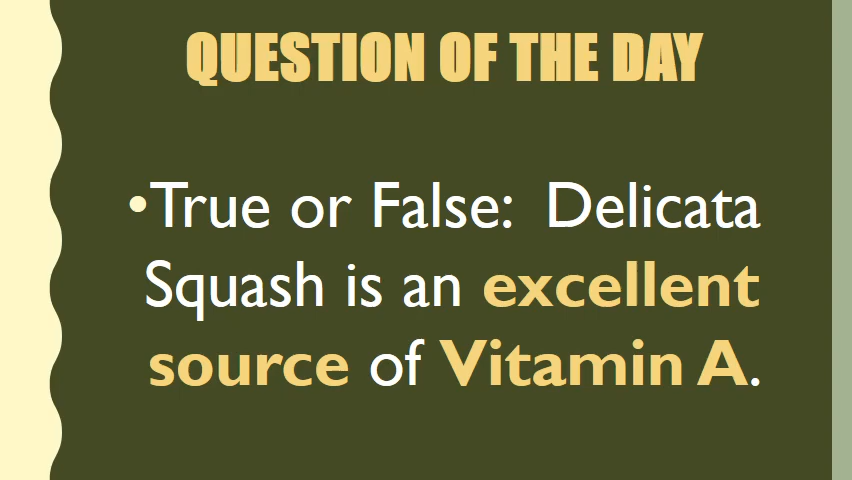 QUESTION OF THE DAY
•True or False:  Delicata
Squash is an excellent
source of Vitamin A.